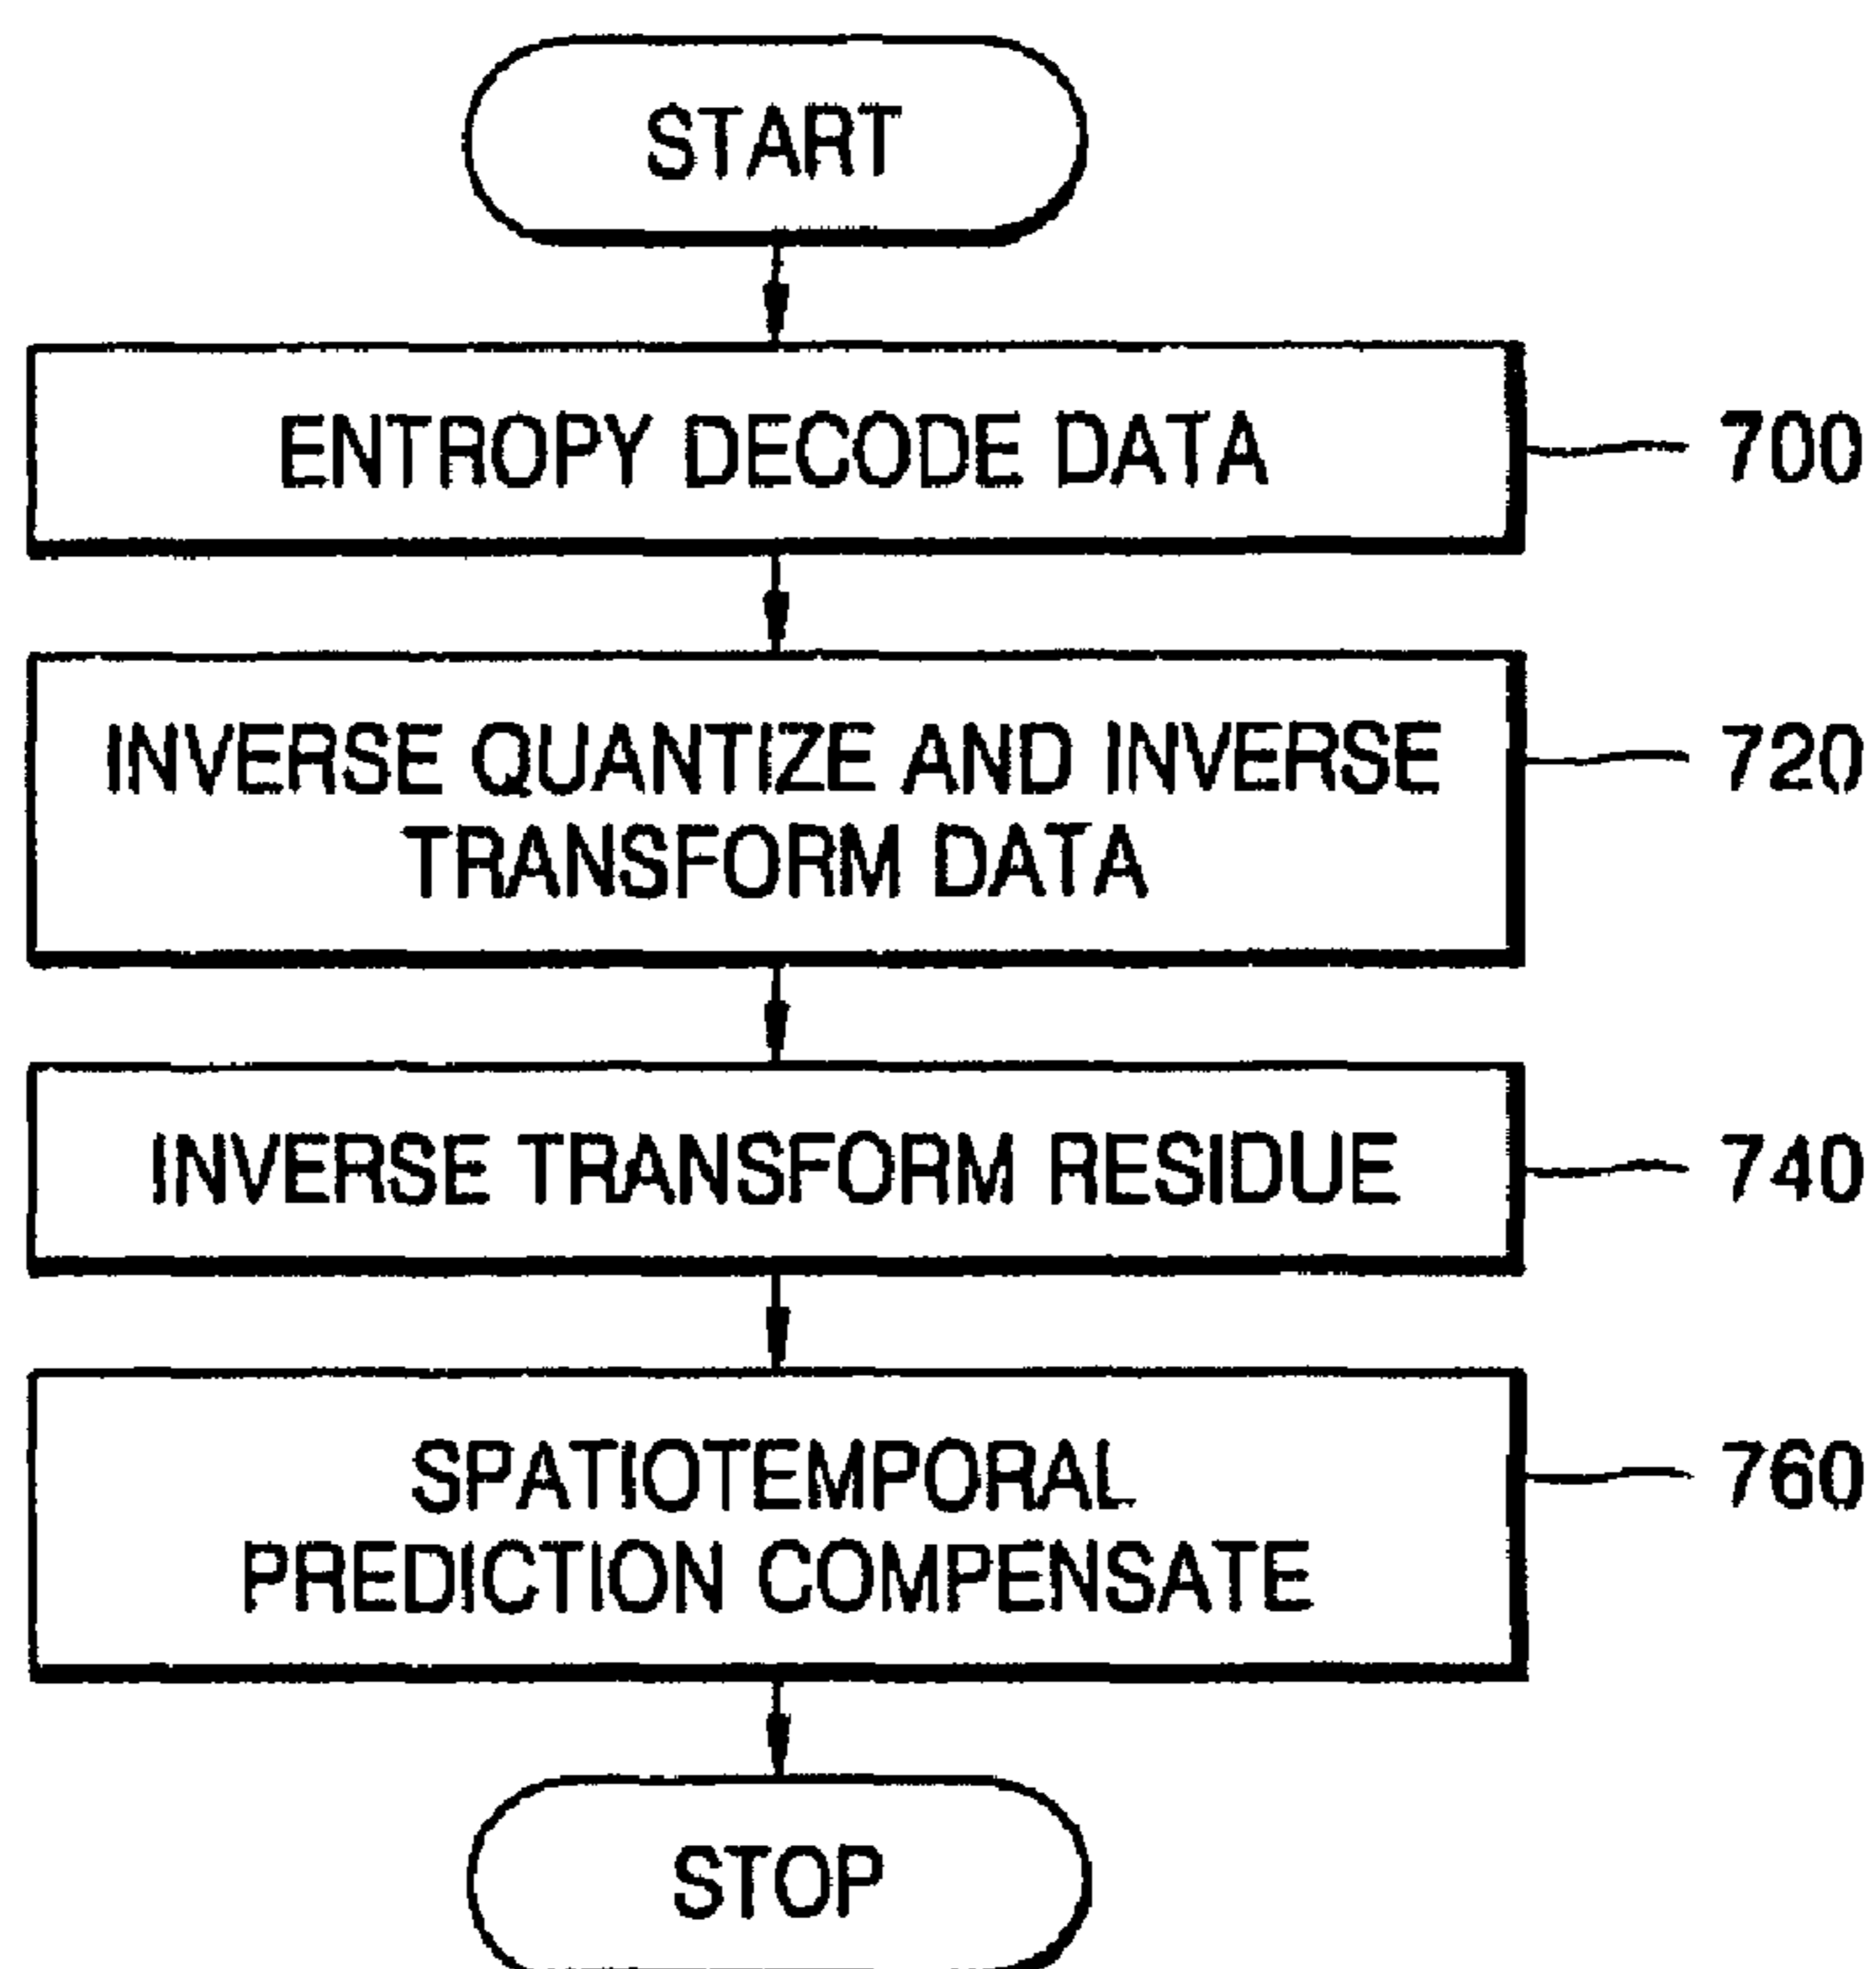 START
ENTROPY DECODE DATA
700
INVERSE QUANTIZE AND INVERSE
TRANSFORM DATA
720
INVERSE TRANSFORM RESIDUE
740
SPATIOTEMPORAL
PREDICTION COMPENSATE
760
STOP